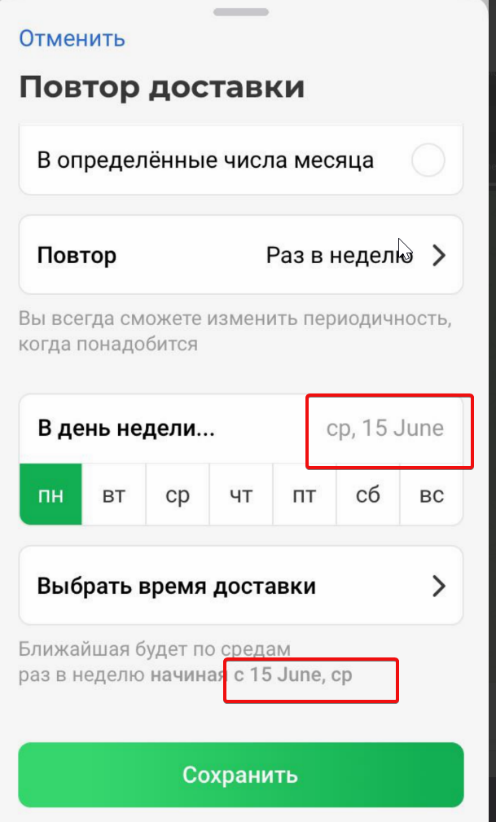 Отменить
Повтор доставки
В определённые числа месяца
Повтор Раз в неделю
Вы всегда сможете изменить периодичность,
когда понадобится
В день недели... ср, 15 June
пн вт ср чт пт сб вс
Выбрать время доставки
Ближайшая будет по средам
раз в неделю начиная с 15 June, ср
Сохранить